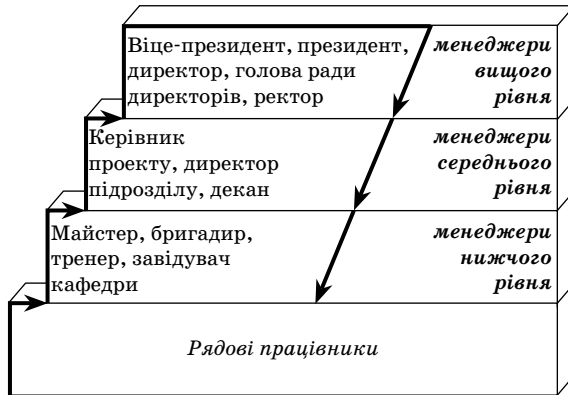 Віце-президент, президент,
директор, голова ради
директорів, ректор
менеджери
вищого
рівня
Керівник
проекту, директор
підрозділу, декан
менеджери
середнього
рівня
Майстер, бригадир,
тренер, завідувач
кафедри
менеджери
нижчого
рівня
Рядові працівники